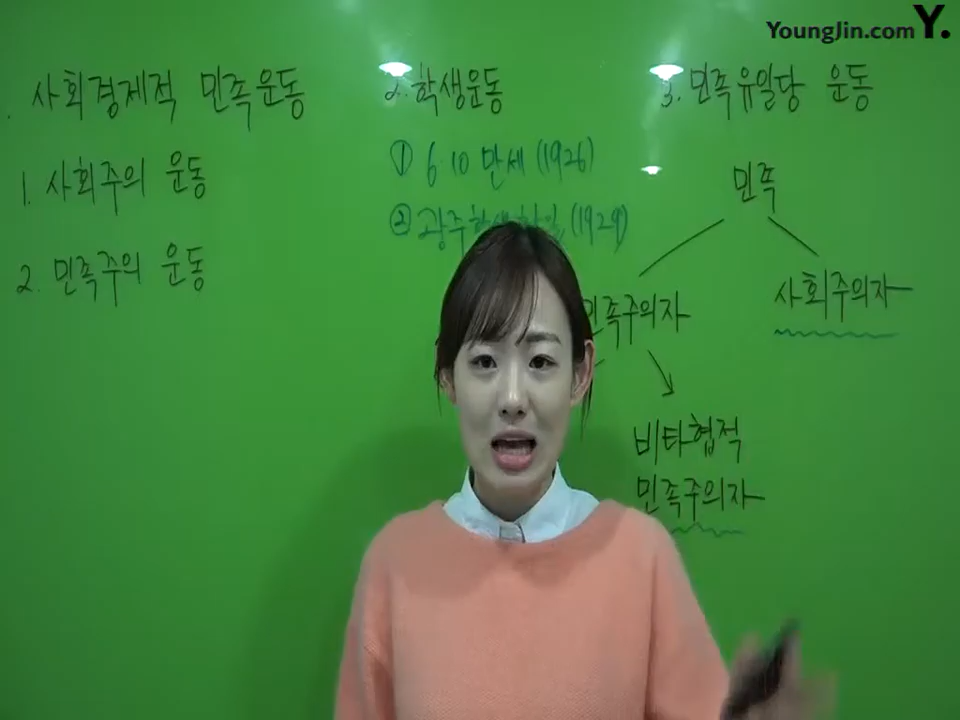 YoungJin.com Y.
사회경제적 민족운동
1. 사회주의 운동
2. 민족주의 운동
2. 학생운동
① 6·10 만세 (1926)
② 광주학생항일 (1929)
3. 민족유일당 운동
민족
민족주의자
사회주의자
비타협적
민족주의자